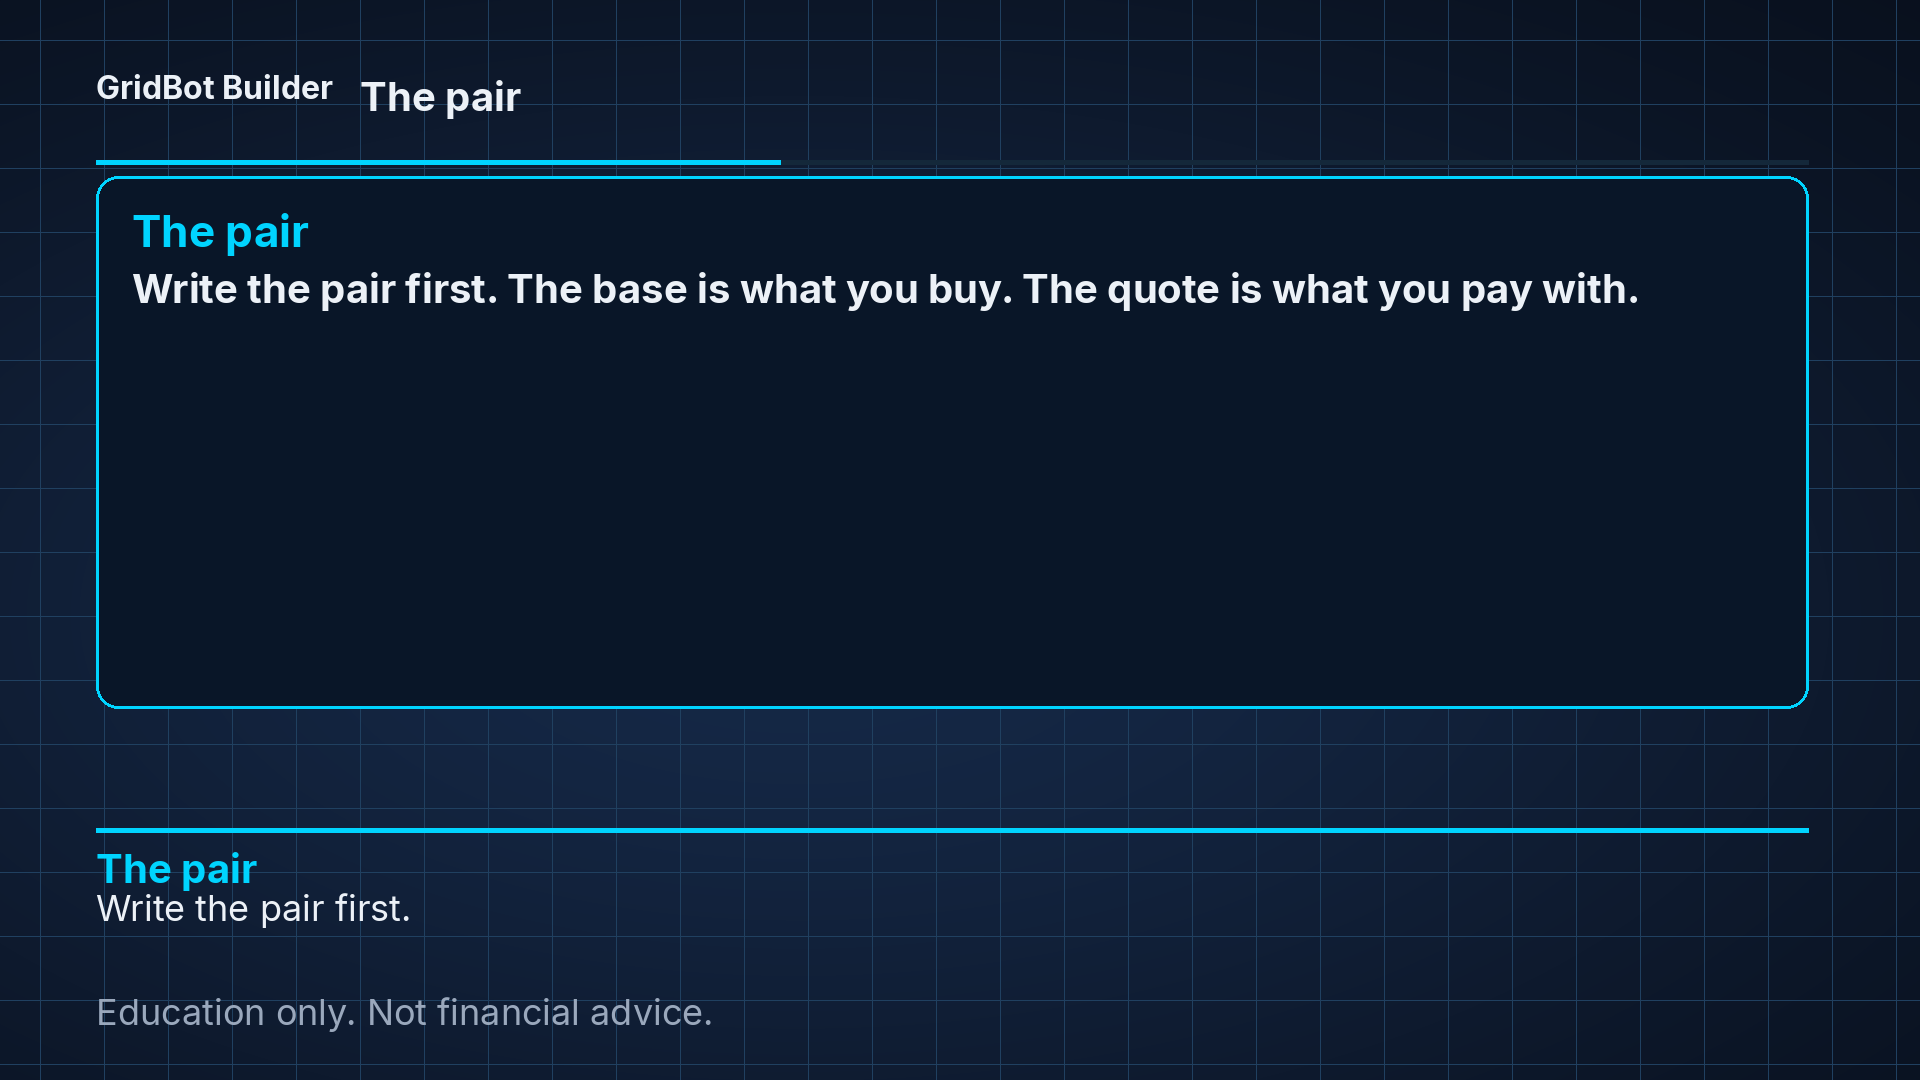 GridBot Builder The pair
The pair
Write the pair first. The base is what you buy. The quote is what you pay with.
The pair
Write the pair first.
Education only. Not financial advice.